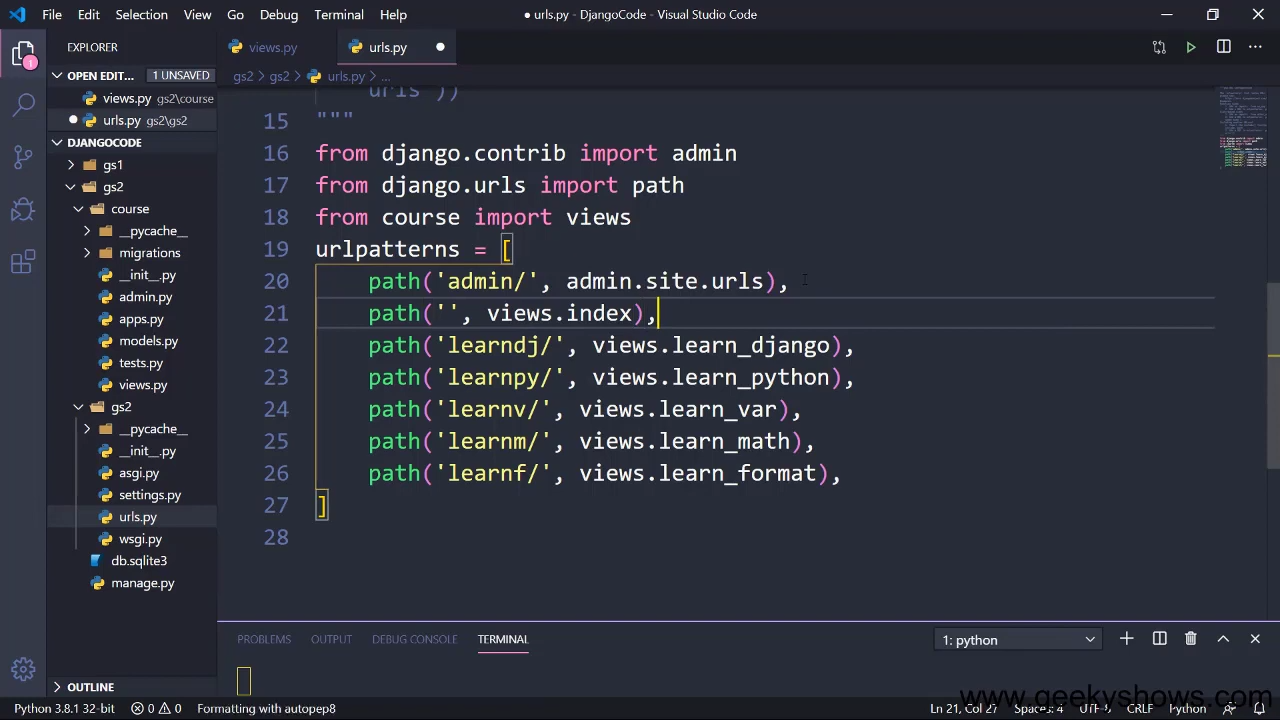 File Edit Selection View Go Debug Terminal Help
urls.py - DjangoCode - Visual Studio Code
EXPLORER
OPEN EDIT... 1 UNSAVED
views.py gs2\course
urls.py gs2\gs2
DJANGOCODE
gs1
gs2
course
__pycache__
migrations
__init__.py
admin.py
apps.py
models.py
tests.py
views.py
gs2
__pycache__
__init__.py
asgi.py
settings.py
urls.py
wsgi.py
db.sqlite3
manage.py
OUTLINE
views.py urls.py
gs2 > gs2 > urls.py > ...
urls'))
15 """
16 from django.contrib import admin
17 from django.urls import path
18 from course import views
19 urlpatterns = [
20 path('admin/', admin.site.urls),
21 path('', views.index),
22 path('learndj/', views.learn_django),
23 path('learnpy/', views.learn_python),
24 path('learnv/', views.learn_var),
25 path('learnm/', views.learn_math),
26 path('learnf/', views.learn_format),
27 ]
28
PROBLEMS OUTPUT DEBUG CONSOLE TERMINAL
1: python
www.geekyshows.com
Python 3.8.1 32-bit 0 0 Formatting with autopep8 Ln 21, Col 27 Spaces: 4 UTF-8 CRLF Python
1